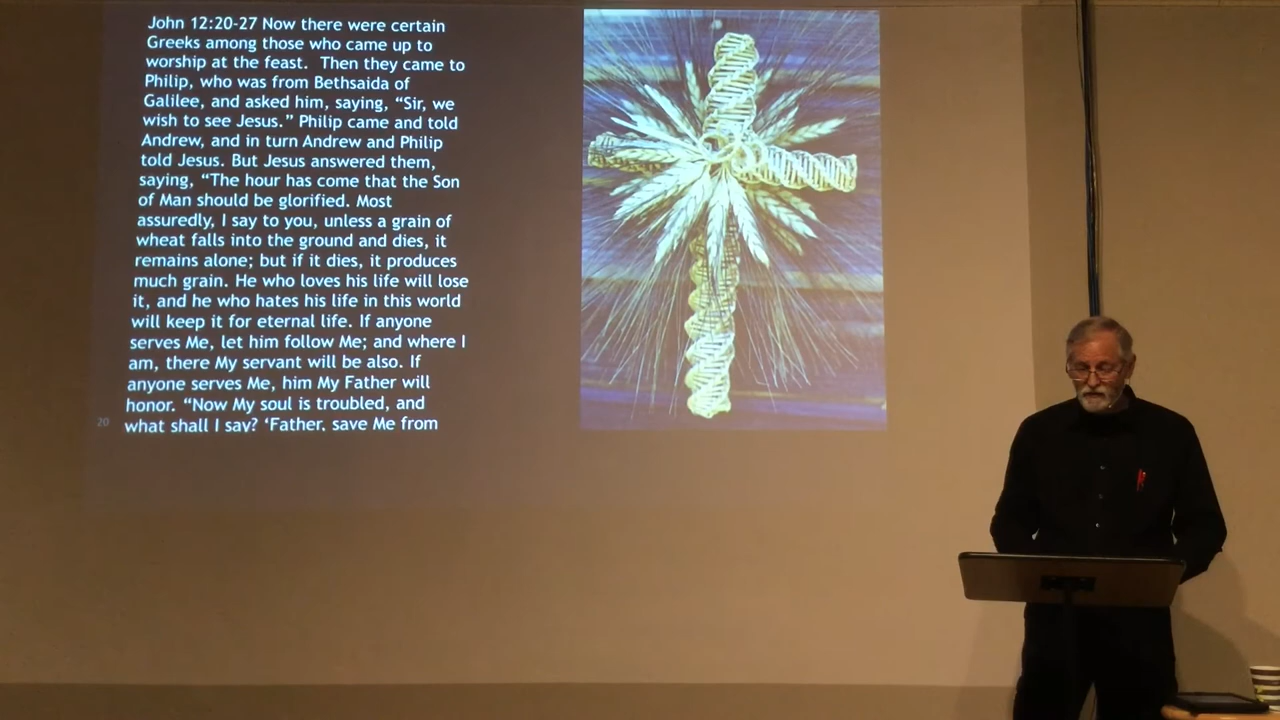 John 12:20-27 Now there were certain
Greeks among those who came up to
worship at the feast. Then they came to
Philip, who was from Bethsaida of
Galilee, and asked him, saying, “Sir, we
wish to see Jesus.” Philip came and told
Andrew, and in turn Andrew and Philip
told Jesus. But Jesus answered them,
saying, “The hour has come that the Son
of Man should be glorified. Most
assuredly, I say to you, unless a grain of
wheat falls into the ground and dies, it
remains alone; but if it dies, it produces
much grain. He who loves his life will lose
it, and he who hates his life in this world
will keep it for eternal life. If anyone
serves Me, let him follow Me; and where I
am, there My servant will be also. If
anyone serves Me, him My Father will
honor. “Now My soul is troubled, and
what shall I say? ‘Father, save Me from
20